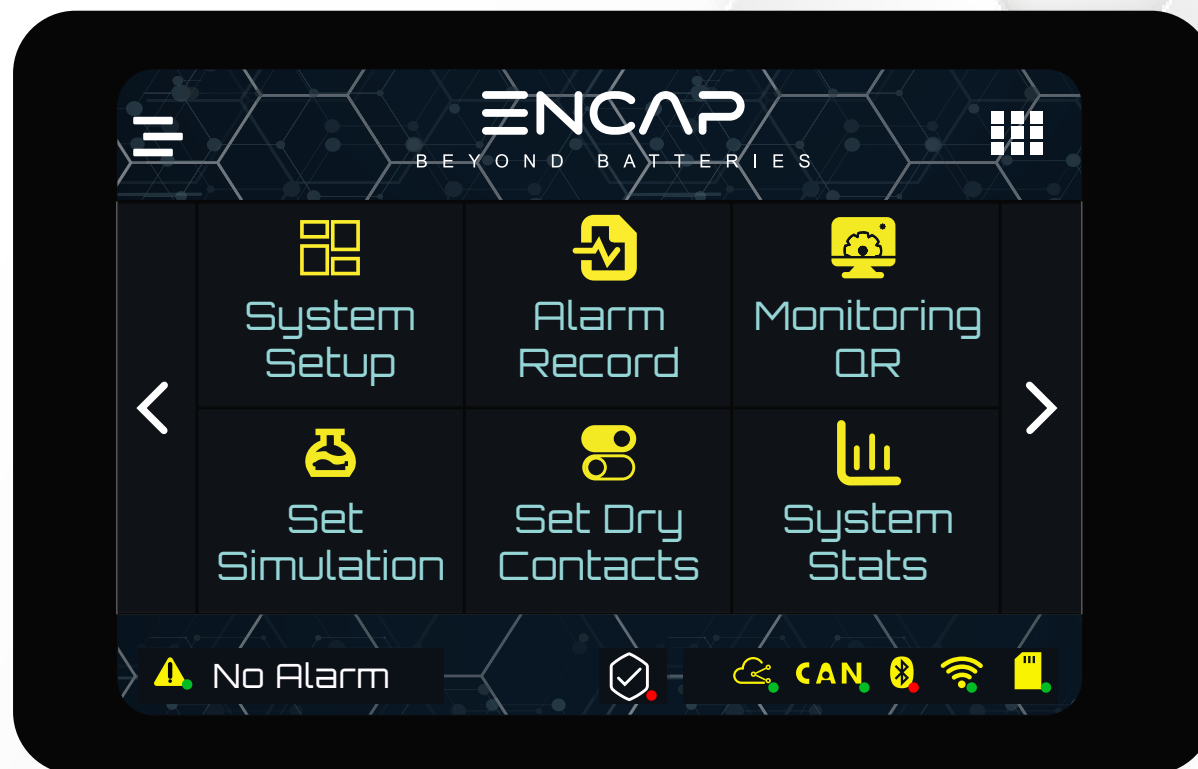 ENCAP
BEYOND BATTERIES
System
Setup
Alarm
Record
Monitoring
QR
Set
Simulation
Set Dry
Contacts
System
Stats
No Alarm
CAN